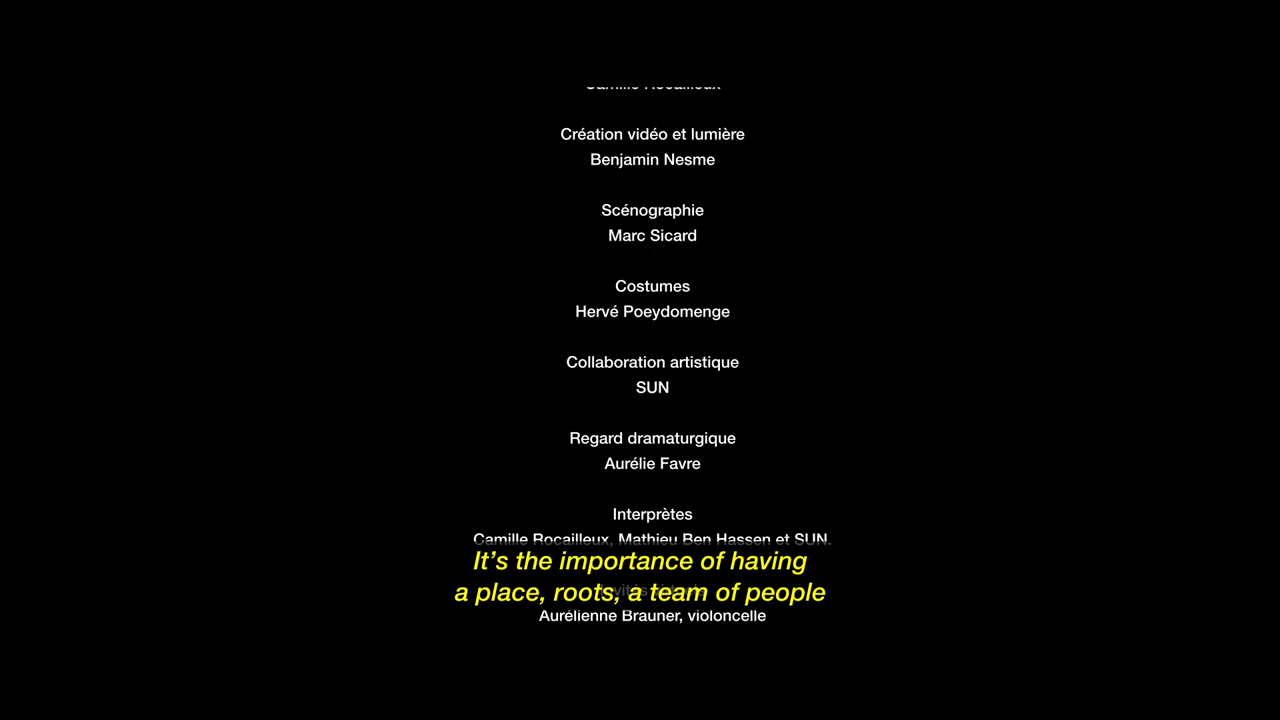 Camille Rocailleux
Création vidéo et lumière
Benjamin Nesme
Scénographie
Marc Sicard
Costumes
Hervé Poeydomenge
Collaboration artistique
SUN
Regard dramaturgique
Aurélie Favre
Interprètes
Camille Rocailleux, Mathieu Ben Hassen et SUN.
It's the importance of having
a place, roots, a team of people
Aurélienne Brauner, violoncelle